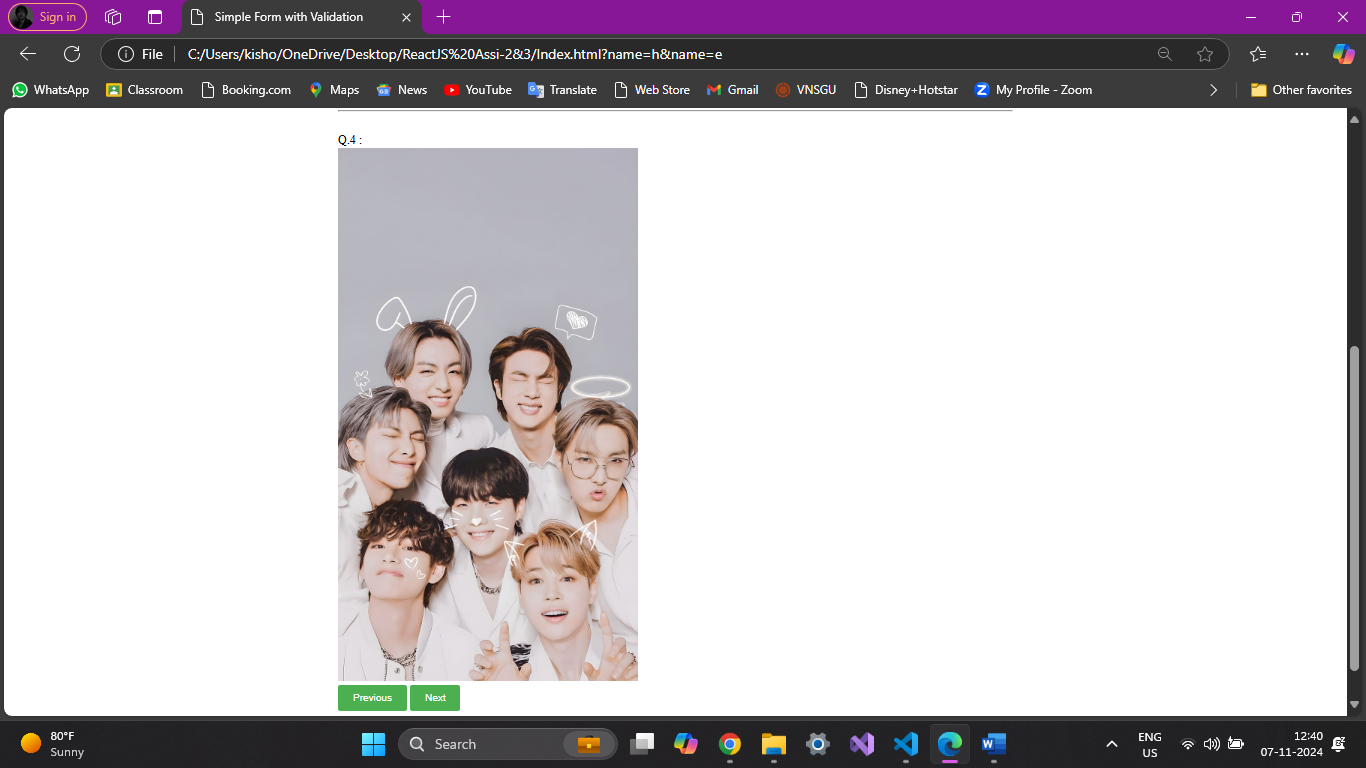 Sign in
Simple Form with Validation
File
C:/Users/kisho/OneDrive/Desktop/ReactJS%20Assi-2&3/Index.html?name=h&name=e
WhatsApp
Classroom
Booking.com
Maps
News
YouTube
Translate
Web Store
Gmail
VNSGU
Disney+Hotstar
My Profile - Zoom
Other favorites
Q.4 :
Previous
Next
80°F
Sunny
Search
ENG
US
12:40
07-11-2024